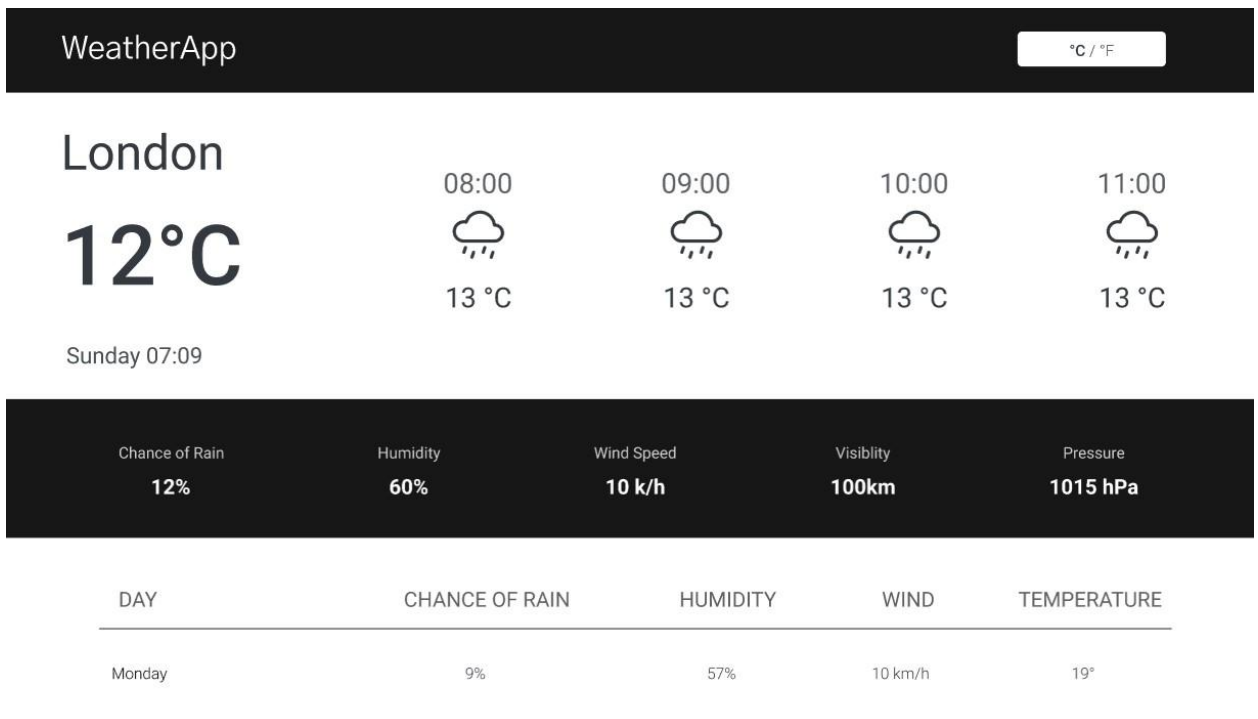 WeatherApp °C / °F
London
08:00 09:00 10:00 11:00
12°C
13 °C 13 °C 13 °C 13 °C
Sunday 07:09
Chance of Rain Humidity Wind Speed Visiblity Pressure
12% 60% 10 k/h 100km 1015 hPa
DAY CHANCE OF RAIN HUMIDITY WIND TEMPERATURE
Monday 9% 57% 10 km/h 19°